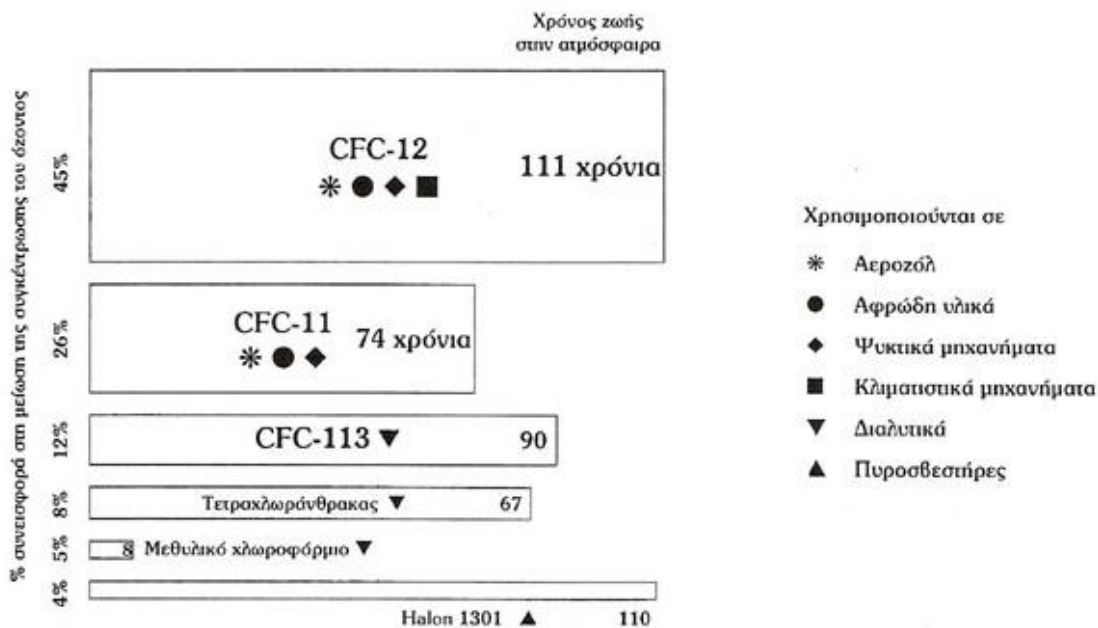 Χρόνος ζωής
στην ατμόσφαιρα
% συνεισφορά στη μείωση της συγκέντρωσης του όζοντος
45%
CFC-12
111 χρόνια
26%
CFC-11
74 χρόνια
12%
CFC-113
90
8%
Τετραχλωράνθρακας
67
5%
8
Μεθυλικό χλωροφόρμιο
4%
Halon 1301
110
Χρησιμοποιούνται σε
Αεροζόλ
Αφρώδη υλικά
Ψυκτικά μηχανήματα
Κλιματιστικά μηχανήματα
Διαλυτικά
Πυροσβεστήρες